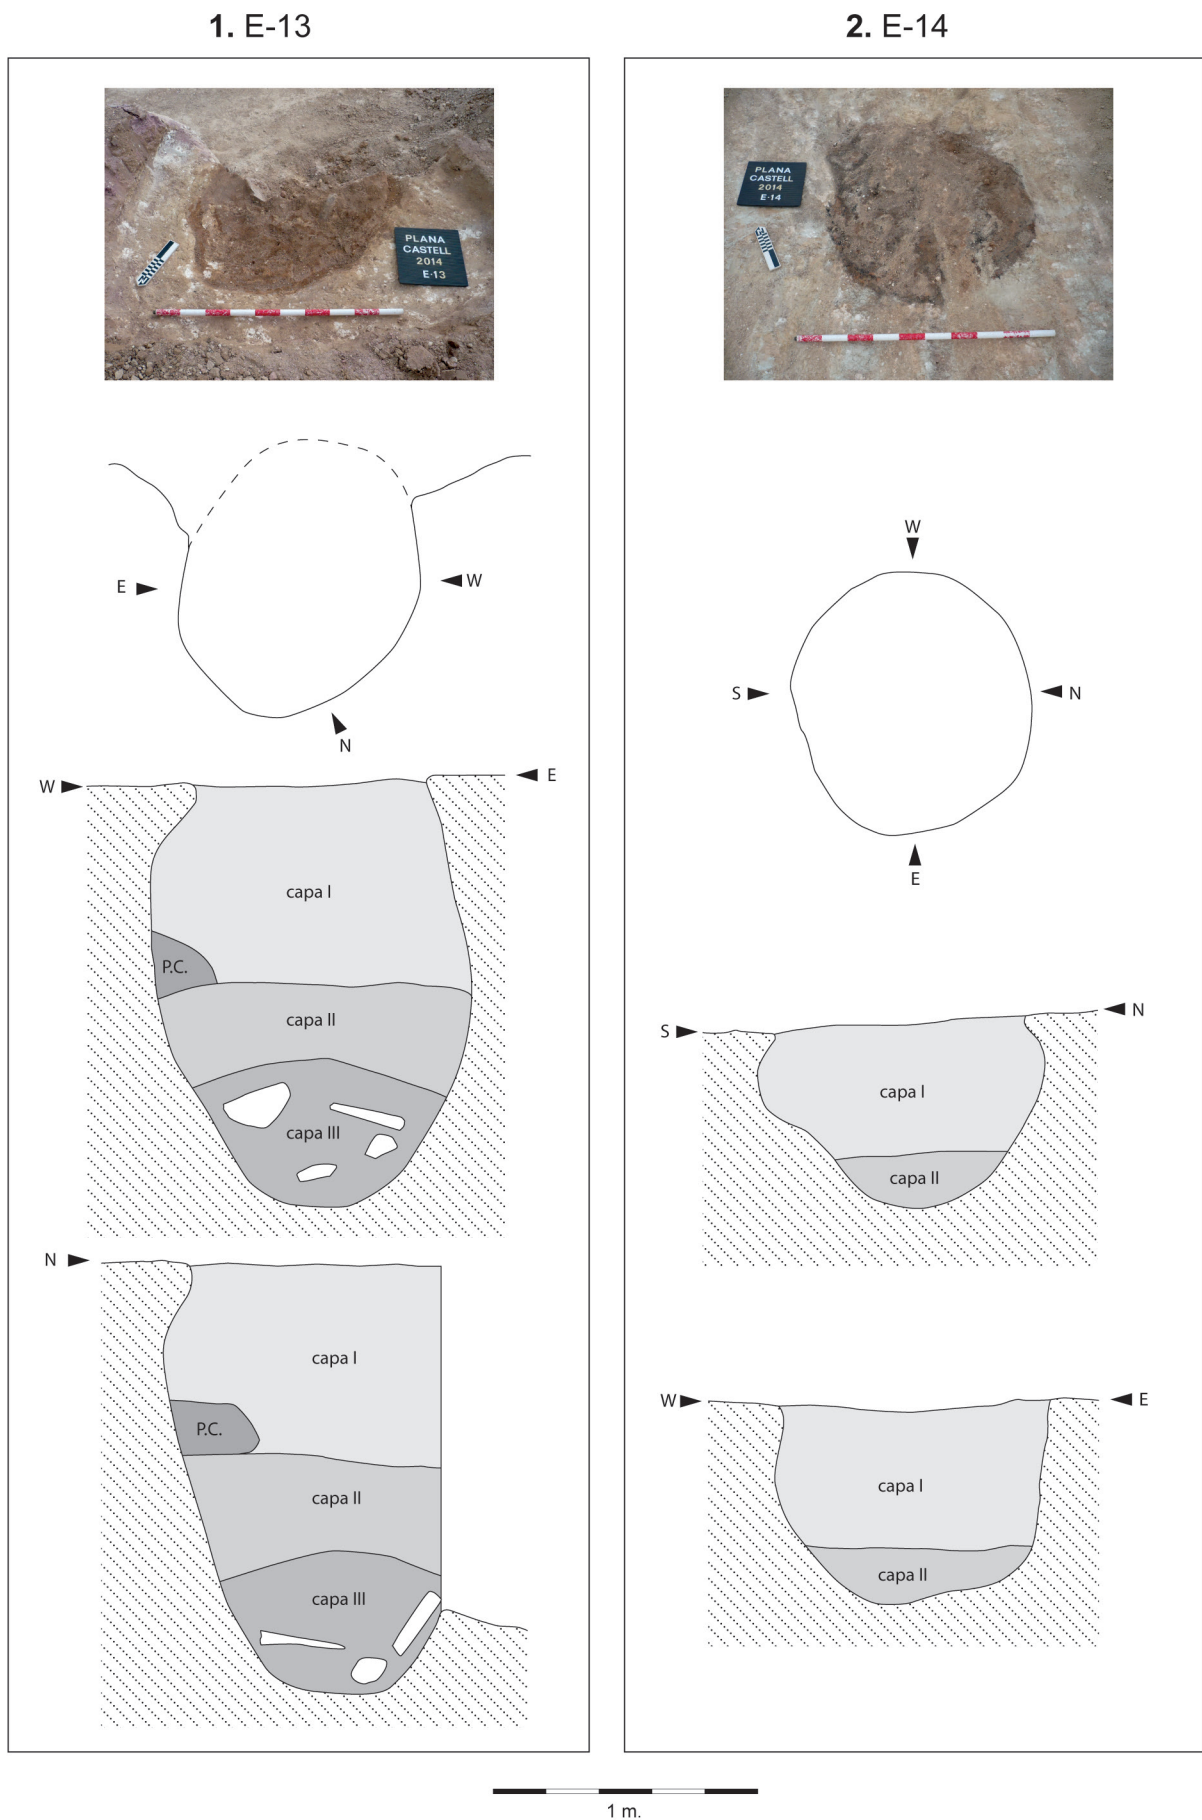 1. E-13
PLANA
CASTELL
2014
E-13
E
W
N
W
E
capa I
P.C.
capa II
capa III
N
capa I
P.C.
capa II
capa III
2. E-14
PLANA
CASTELL
2014
E-14
W
S
N
E
S
N
capa I
capa II
W
E
capa I
capa II
1 m.